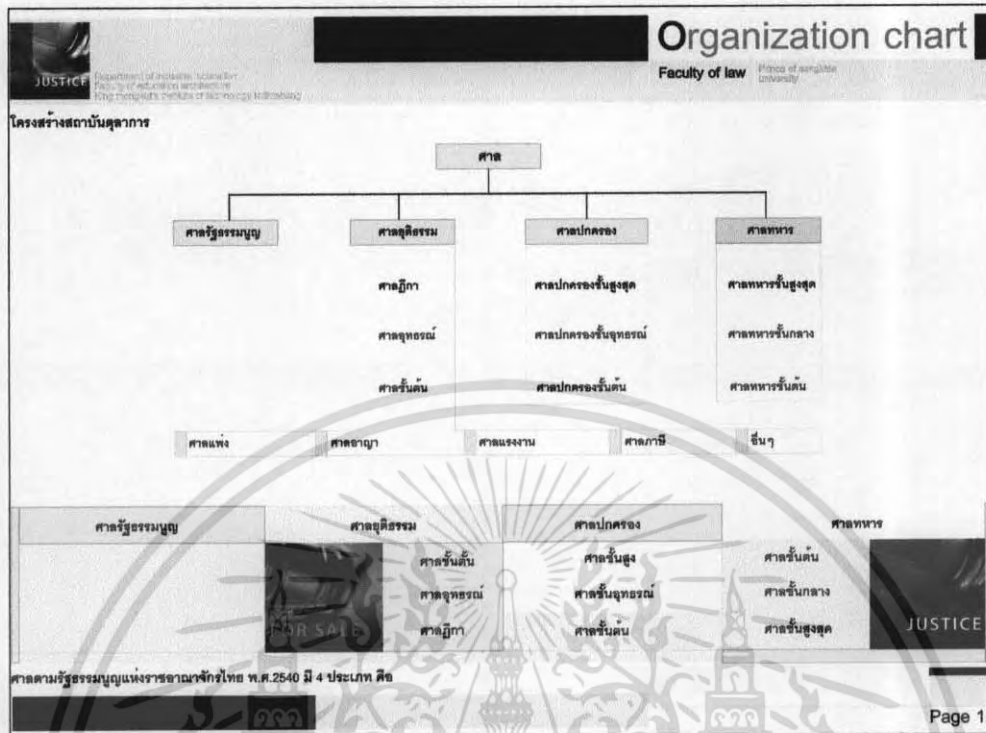 Organization chart
JUSTICE
Faculty of law
university
โครงสร้างสถาบันตุลาการ
ศาล
ศาลรัฐธรรมนูญ ศาลยุติธรรม ศาลปกครอง ศาลทหาร
ศาลฎีกา ศาลปกครองชั้นสูงสุด ศาลทหารชั้นสูงสุด
ศาลอุทธรณ์ ศาลปกครองชั้นอุทธรณ์ ศาลทหารชั้นกลาง
ศาลชั้นต้น ศาลปกครองชั้นต้น ศาลทหารชั้นต้น
ศาลแพ่ง ศาลอาญา ศาลแรงงาน ศาลภาษี อื่นๆ
ศาลรัฐธรรมนูญ ศาลยุติธรรม ศาลปกครอง ศาลทหาร
ศาลชั้นต้น ศาลชั้นสูง ศาลชั้นต้น
ศาลอุทธรณ์ ศาลชั้นอุทธรณ์ ศาลชั้นกลาง
FOR SALE ศาลฎีกา ศาลชั้นต้น ศาลชั้นสูงสุด JUSTICE
ศาลตามรัฐธรรมนูญแห่งราชอาณาจักรไทย พ.ศ.2540 มี 4 ประเภท คือ
Page 1